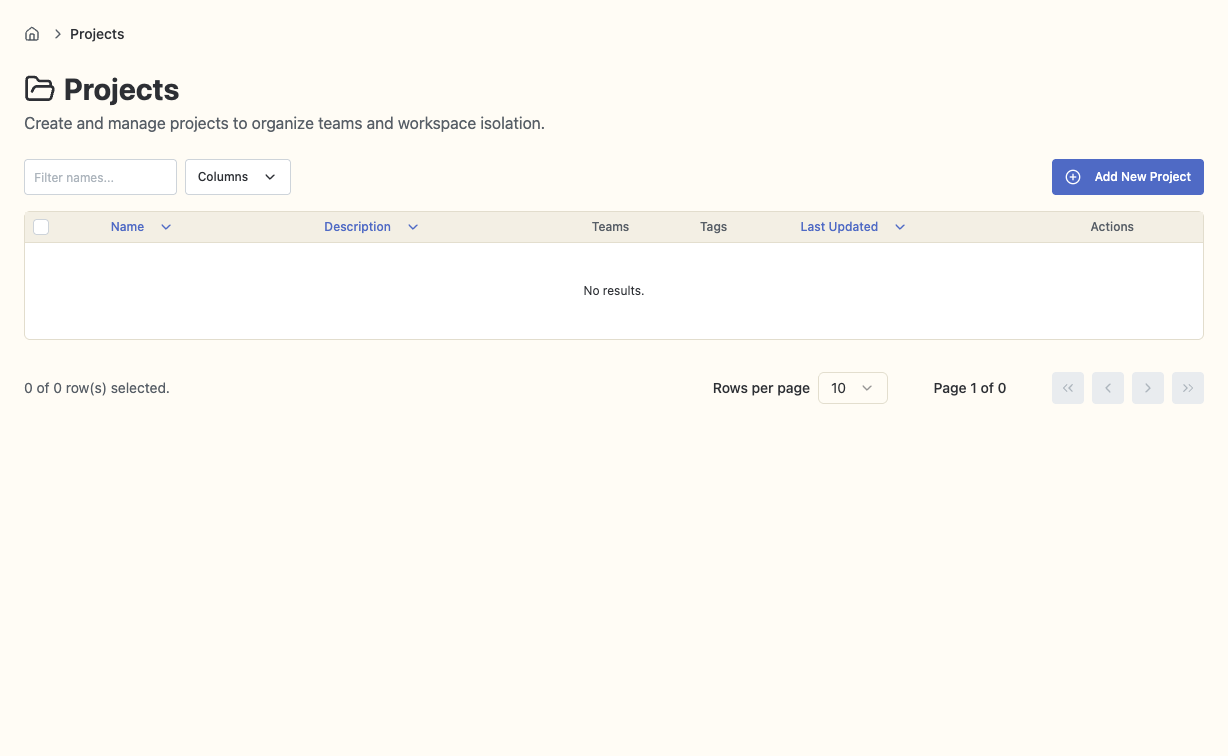 Projects
Projects
Create and manage projects to organize teams and workspace isolation.
Filter names... Columns Add New Project
Name Description Teams Tags Last Updated Actions
No results.
0 of 0 row(s) selected. Rows per page 10 Page 1 of 0